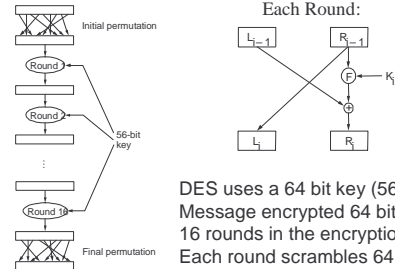 Initial permutation
Round 1
Round 2
56-bit
key
Round 16
Final permutation
Each Round:
L i–1
R i–1
F
K i
+
L i
R i
DES uses a 64 bit key (56
Message encrypted 64 bit
16 rounds in the encryptio
Each round scrambles 64